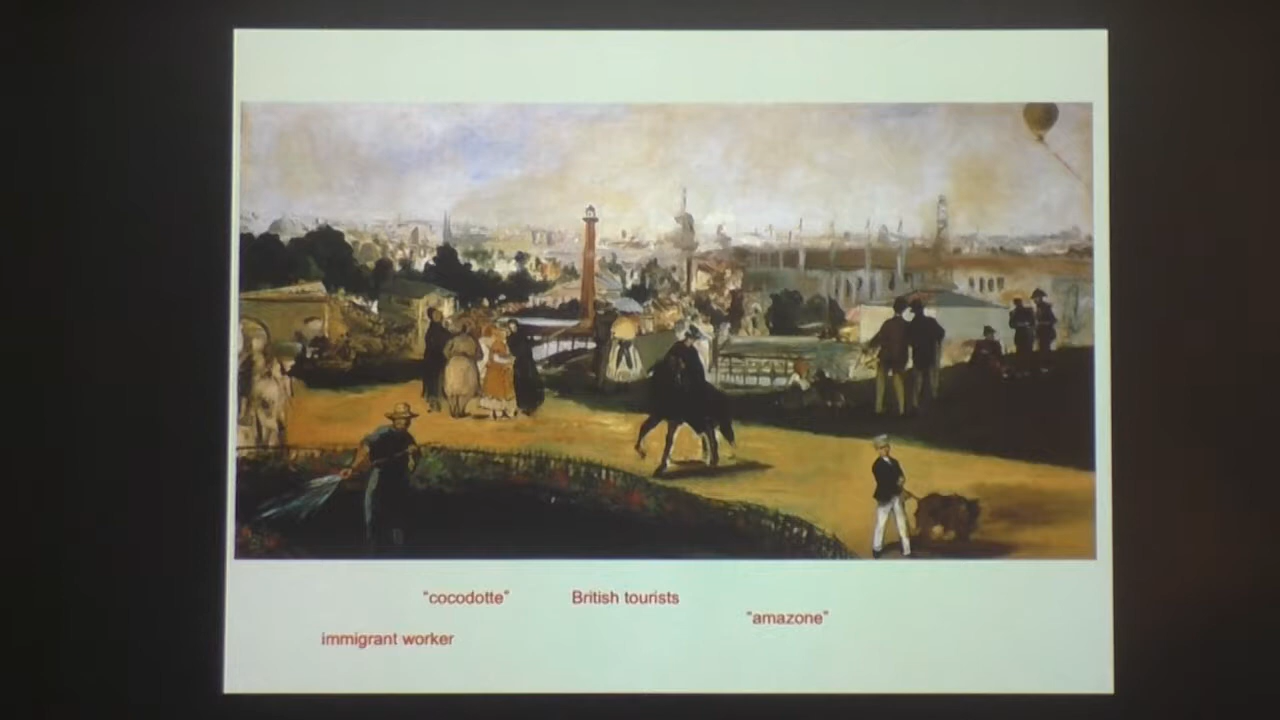 “cocodotte”
British tourists
“amazone”
immigrant worker